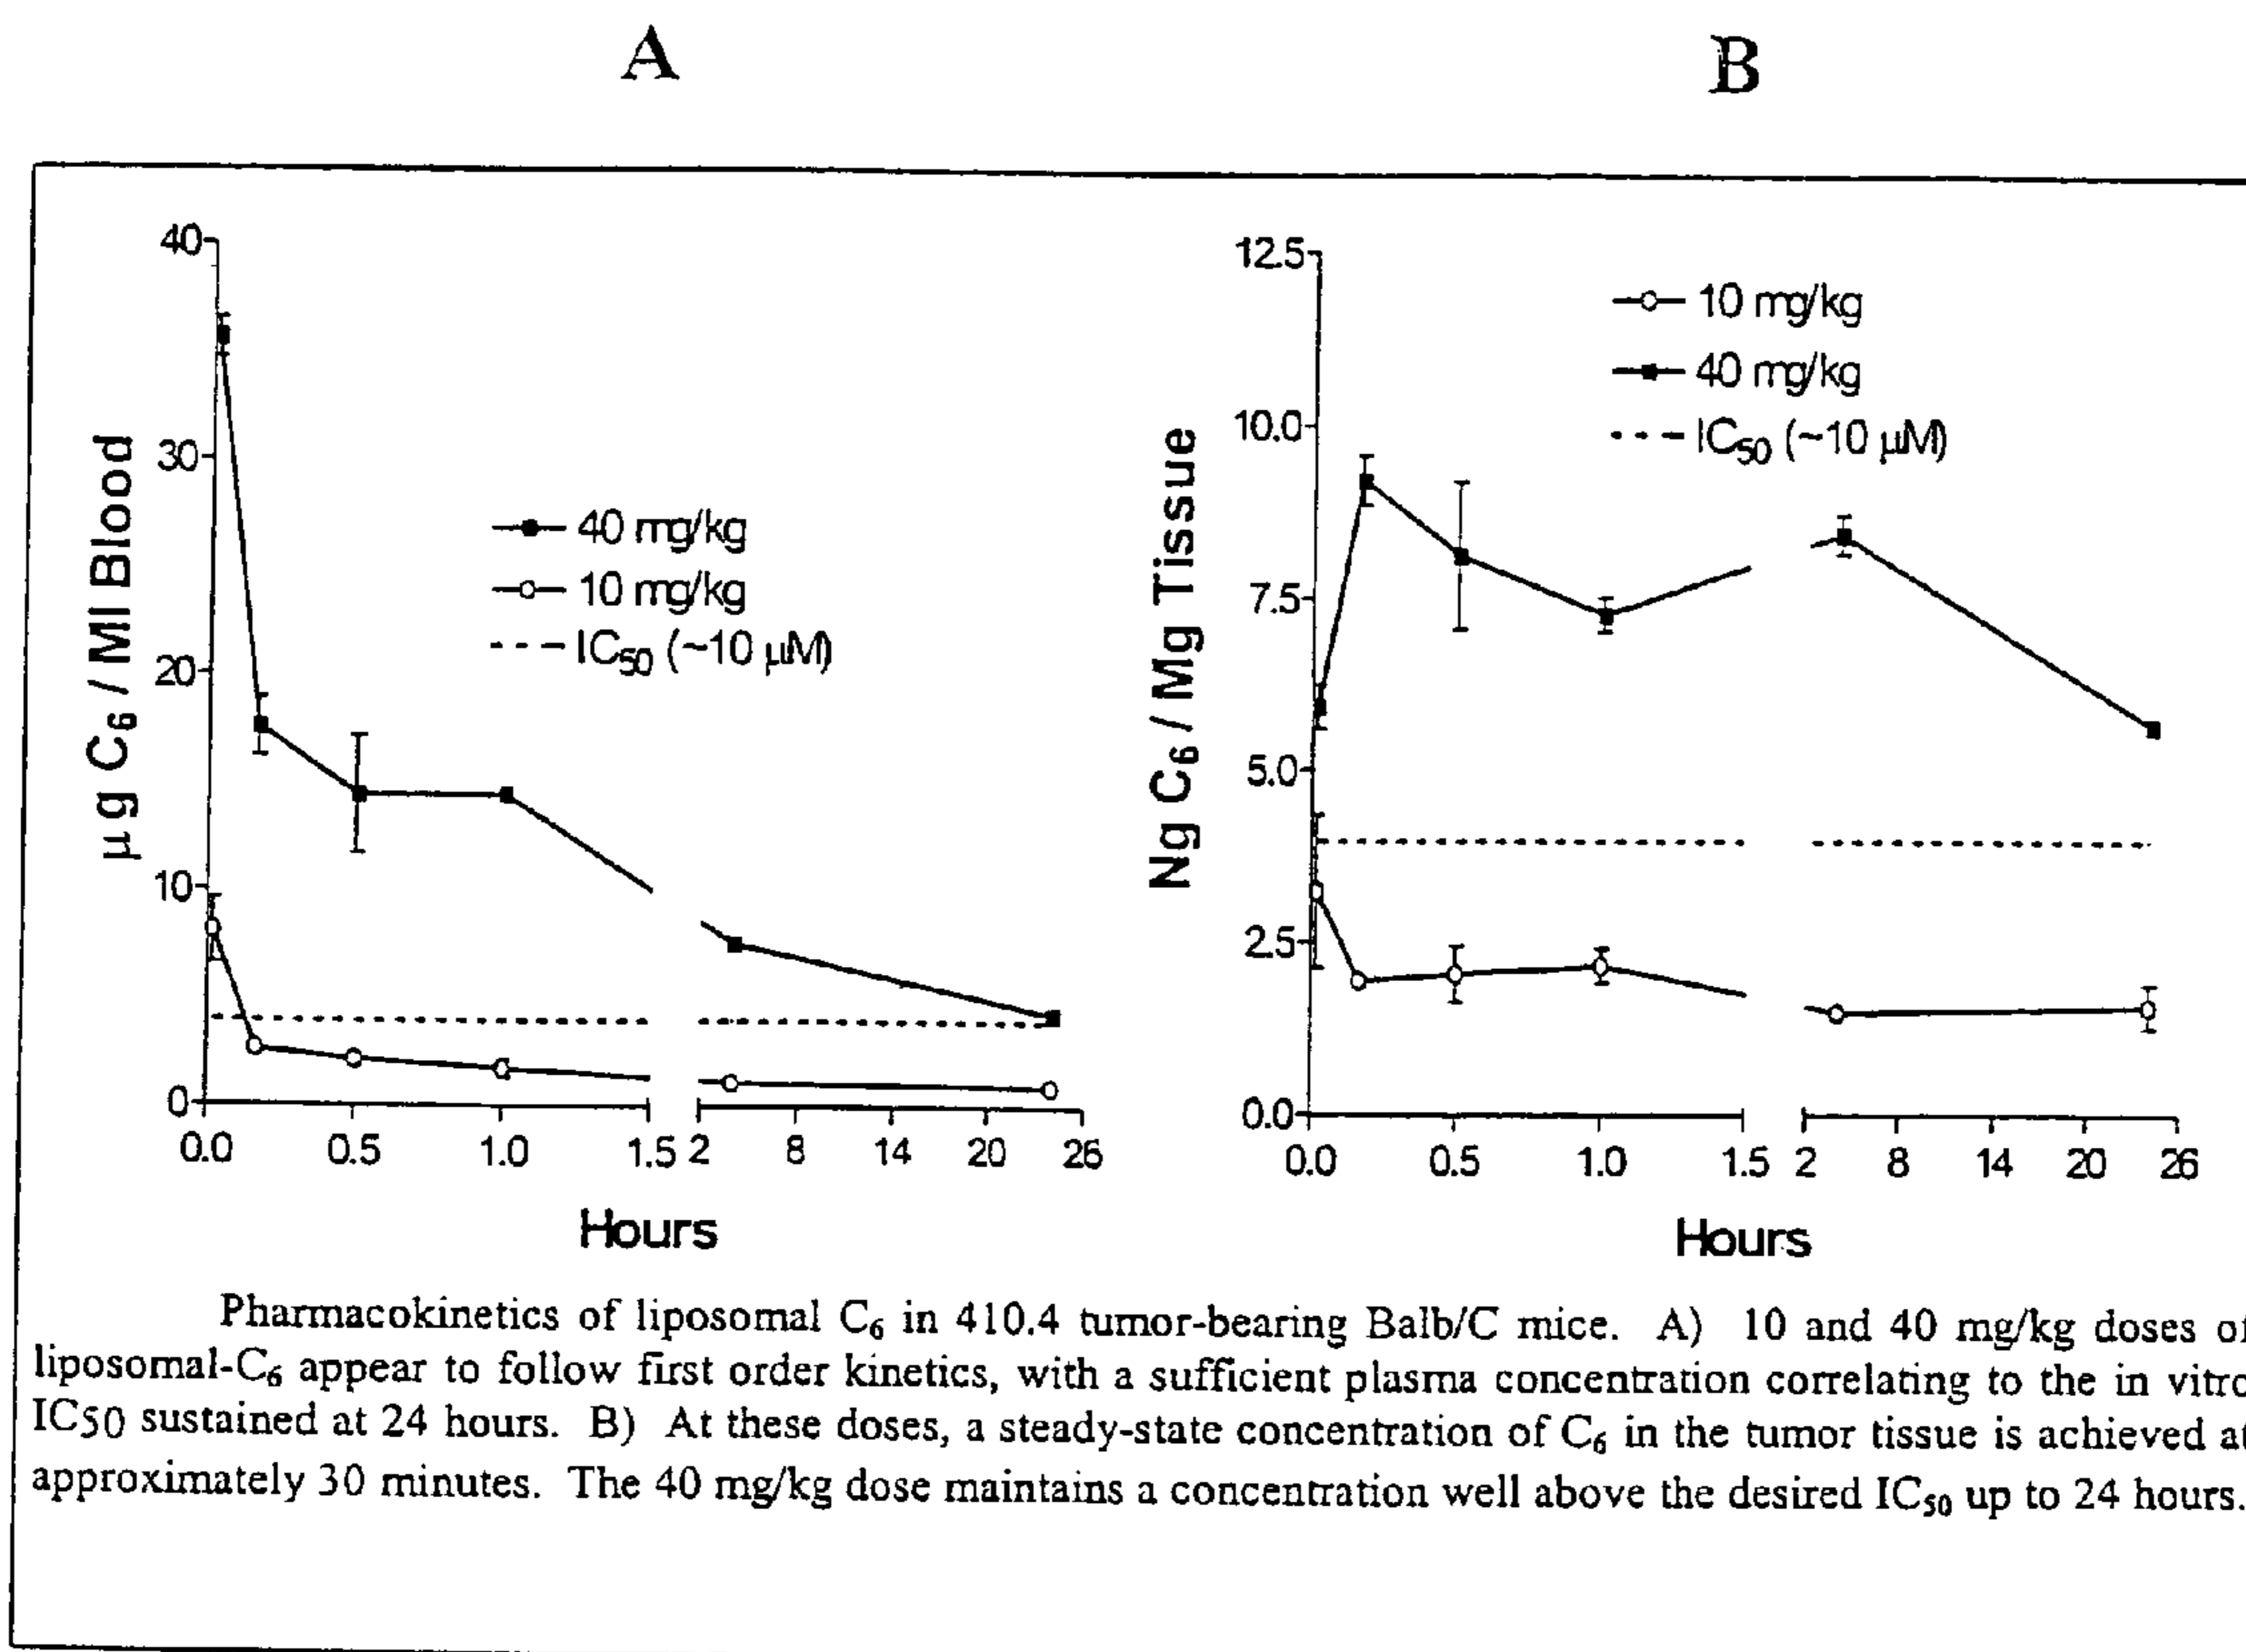 A
B
40
30
20
10
0
μg C₆ / Ml Blood
40 mg/kg
10 mg/kg
IC₅₀ (~10 μM)
0.0 0.5 1.0 1.5 2 8 14 20 26
Hours
12.5
10.0
7.5
5.0
2.5
0.0
Ng C₆ / Mg Tissue
10 mg/kg
40 mg/kg
IC₅₀ (~10 μM)
0.0 0.5 1.0 1.5 2 8 14 20 26
Hours
Pharmacokinetics of liposomal C₆ in 410.4 tumor-bearing Balb/C mice. A) 10 and 40 mg/kg doses of
liposomal-C₆ appear to follow first order kinetics, with a sufficient plasma concentration correlating to the in vitro
IC50 sustained at 24 hours. B) At these doses, a steady-state concentration of C₆ in the tumor tissue is achieved at
approximately 30 minutes. The 40 mg/kg dose maintains a concentration well above the desired IC₅₀ up to 24 hours.